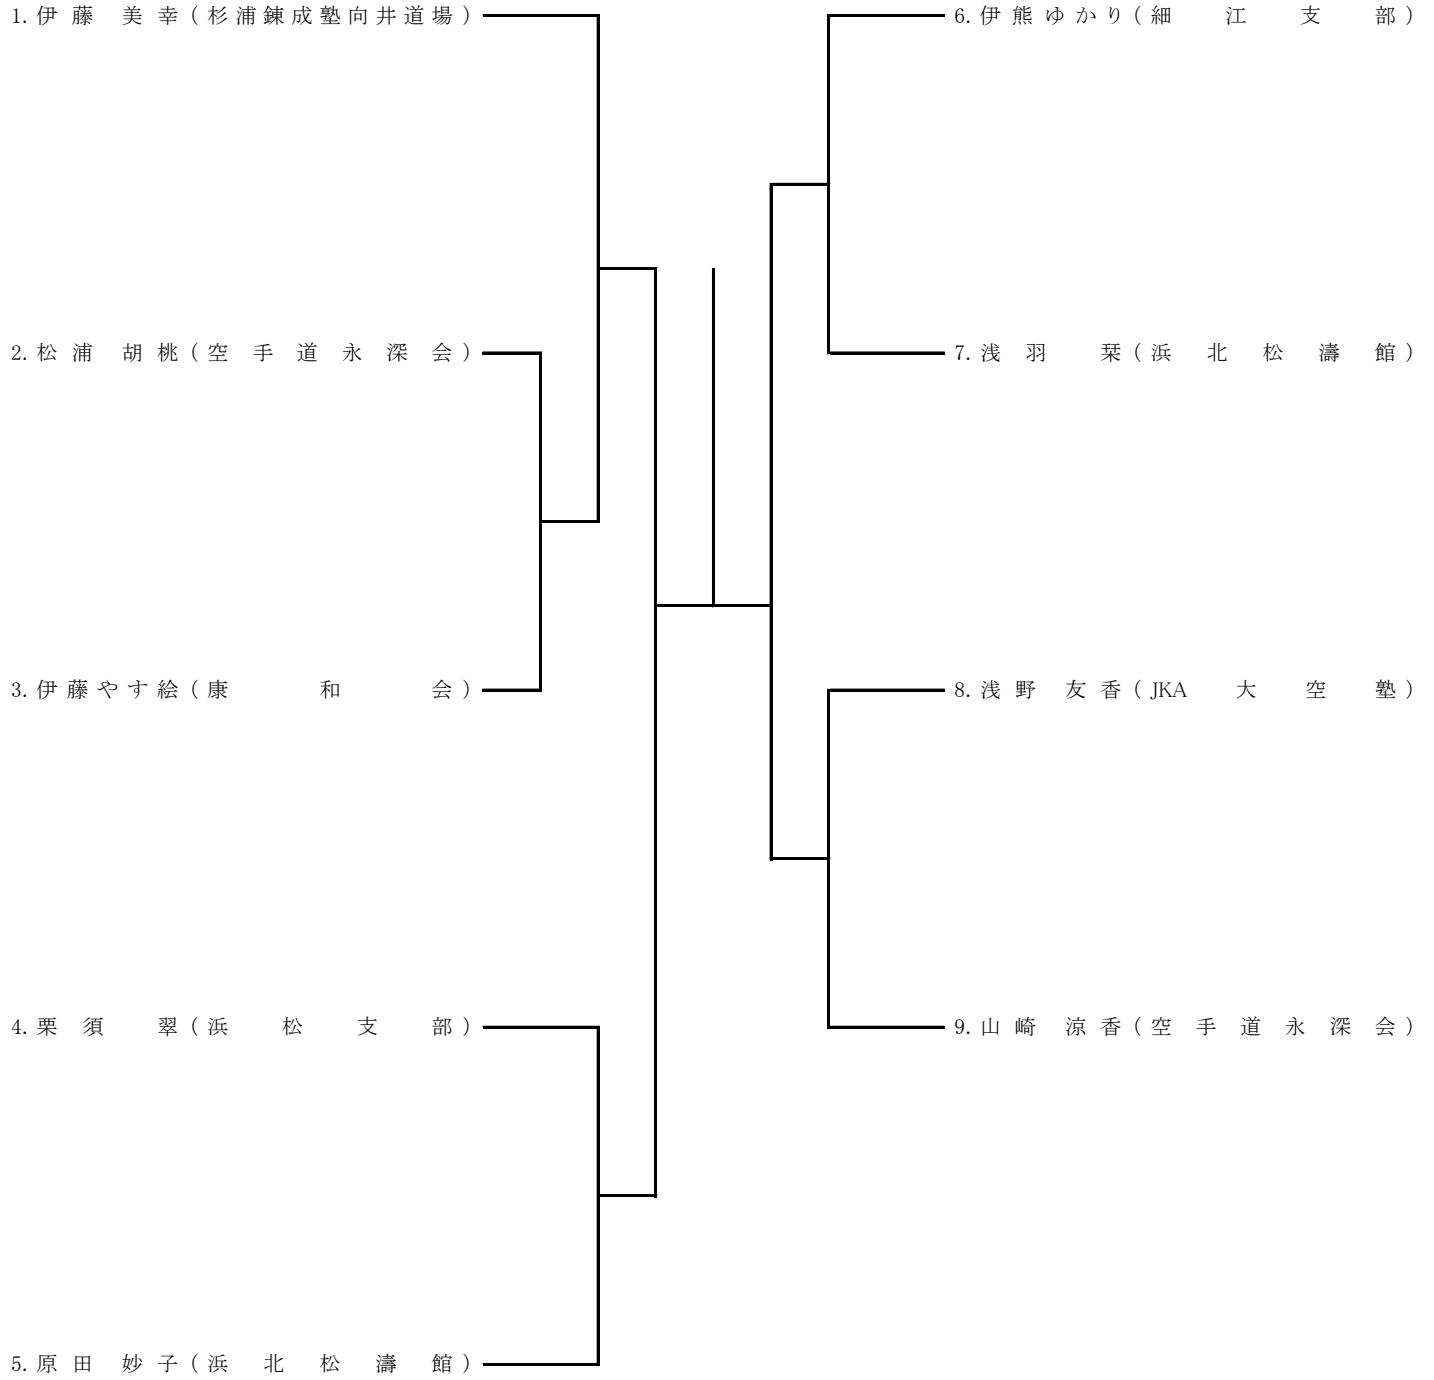 1. 伊藤 美幸(杉浦錬成塾向井道場)
2. 松浦 胡桃(空手道永深会)
3. 伊藤やす絵(康和会)
4. 栗須 翠(浜松支部)
5. 原田 妙子(浜北松濤館)
6. 伊熊ゆかり(細江支部)
7. 浅羽 栞(浜北松濤館)
8. 浅野 友香(JKA大空塾)
9. 山崎 涼香(空手道永深会)